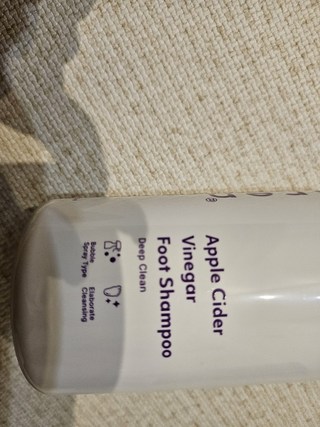 Apple Cider
Vinegar
Foot Shampoo
Deep Clean
Bubble
Spray Type
Elaborate
Cleansing